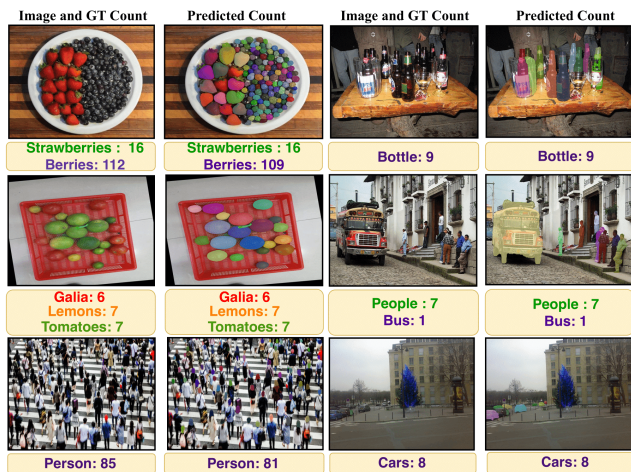 Image and GT Count
Predicted Count
Image and GT Count
Predicted Count
Strawberries : 16
Berries: 112
Strawberries : 16
Berries: 109
Bottle: 9
Bottle: 9
Galia: 6
Lemons: 7
Tomatoes: 7
Galia: 6
Lemons: 7
Tomatoes: 7
People : 7
Bus: 1
People : 7
Bus: 1
Person: 85
Person: 81
Cars: 8
Cars: 8